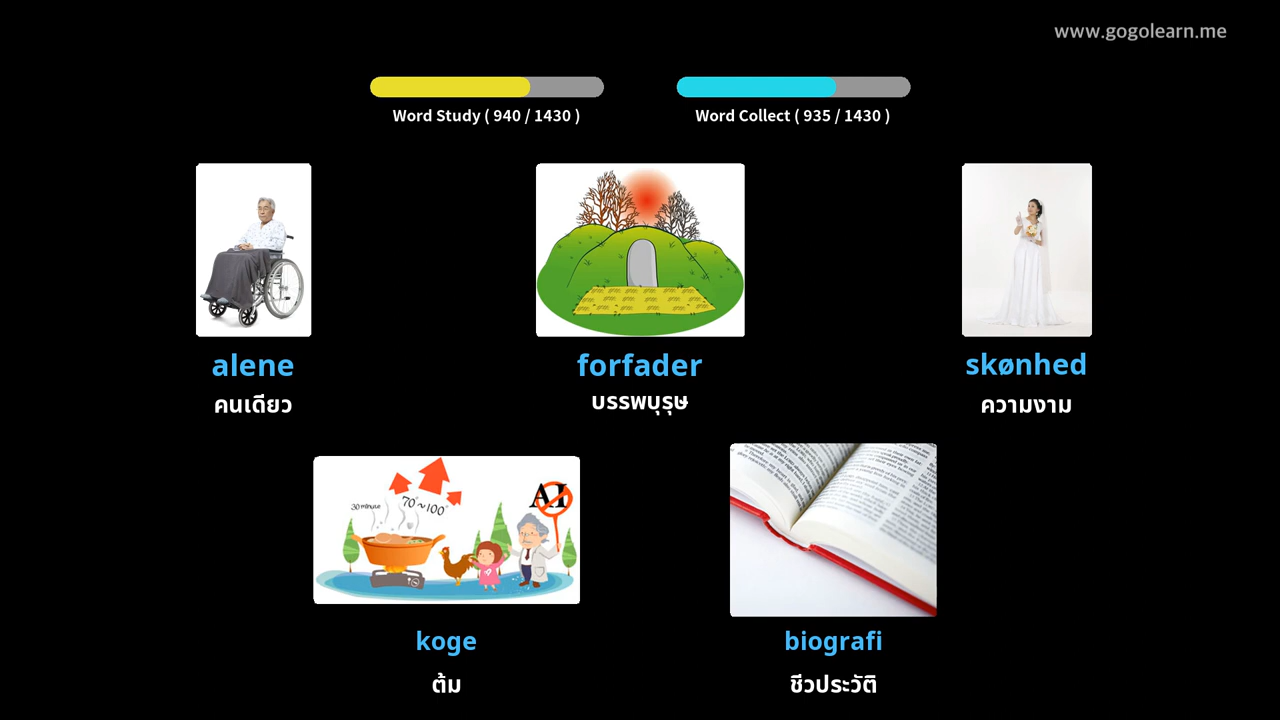 www.gogolearn.me
Word Study ( 940 / 1430 )
Word Collect ( 935 / 1430 )
alene
คนเดียว
forfader
บรรพบุรุษ
skønhed
ความงาม
30 minute
70°~100°
AI
koge
ต้ม
biografi
ชีวประวัติ